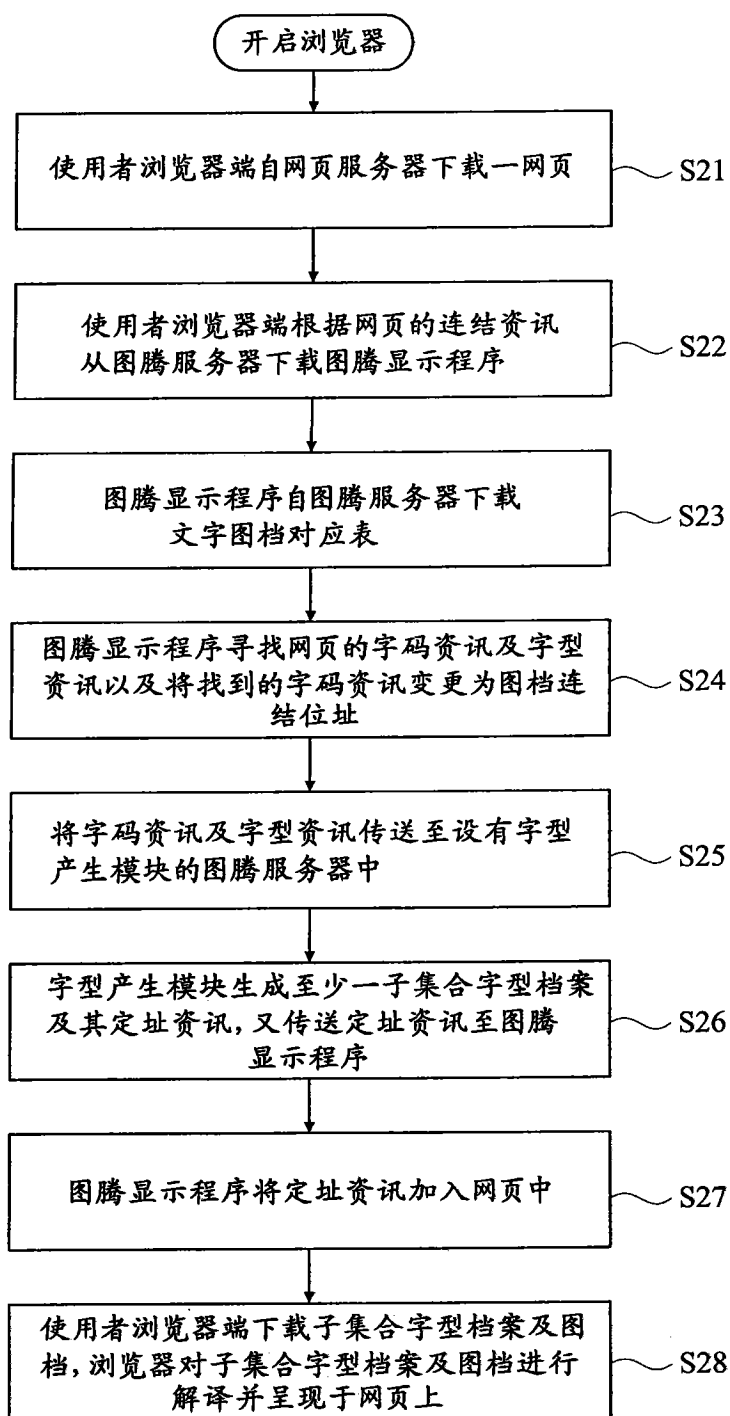 开启浏览器
使用者浏览器端自网页服务器下载一网页
S21
使用者浏览器端根据网页的连结资讯
从图腾服务器下载图腾显示程序
S22
图腾显示程序自图腾服务器下载
文字图档对应表
S23
图腾显示程序寻找网页的字码资讯及字型
资讯以及将找到的字码资讯变更为图档连
结位址
S24
将字码资讯及字型资讯传送至设有字型
产生模块的图腾服务器中
S25
字型产生模块生成至少一子集合字型档案
及其定址资讯,又传送定址资讯至图腾
显示程序
S26
图腾显示程序将定址资讯加入网页中
S27
使用者浏览器端下载子集合字型档案及图
档,浏览器对子集合字型档案及图档进行
解译并呈现于网页上
S28